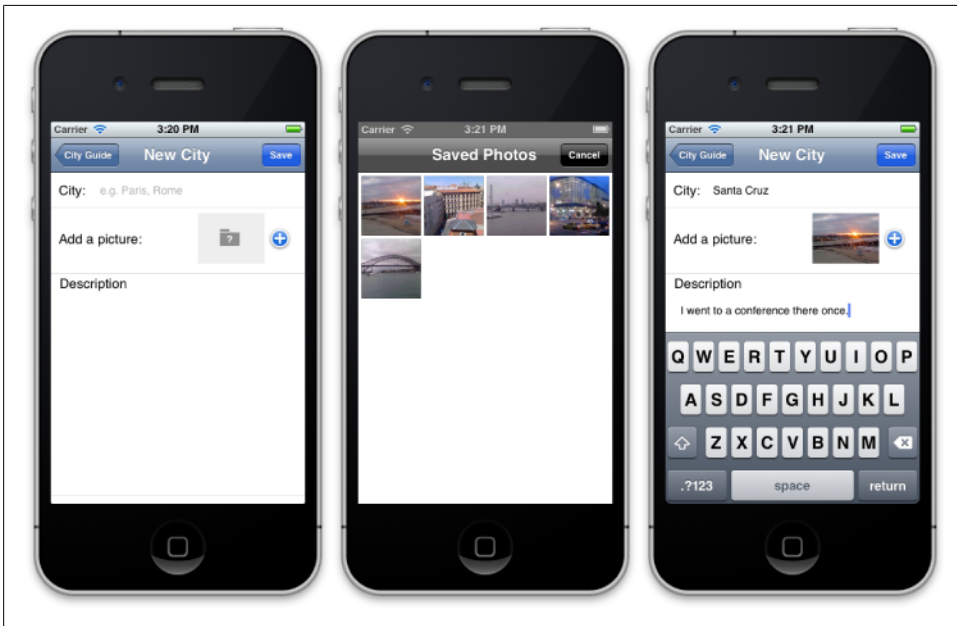 Carrier 3:20 PM
City Guide New City Save
City: e.g. Paris, Rome
Add a picture: ?
Description
Carrier 3:21 PM
Saved Photos Cancel
Carrier 3:21 PM
City Guide New City Save
City: Santa Cruz
Add a picture:
Description
I went to a conference there once.
Q W E R T Y U I O P
A S D F G H J K L
Z X C V B N M
.?123 space return